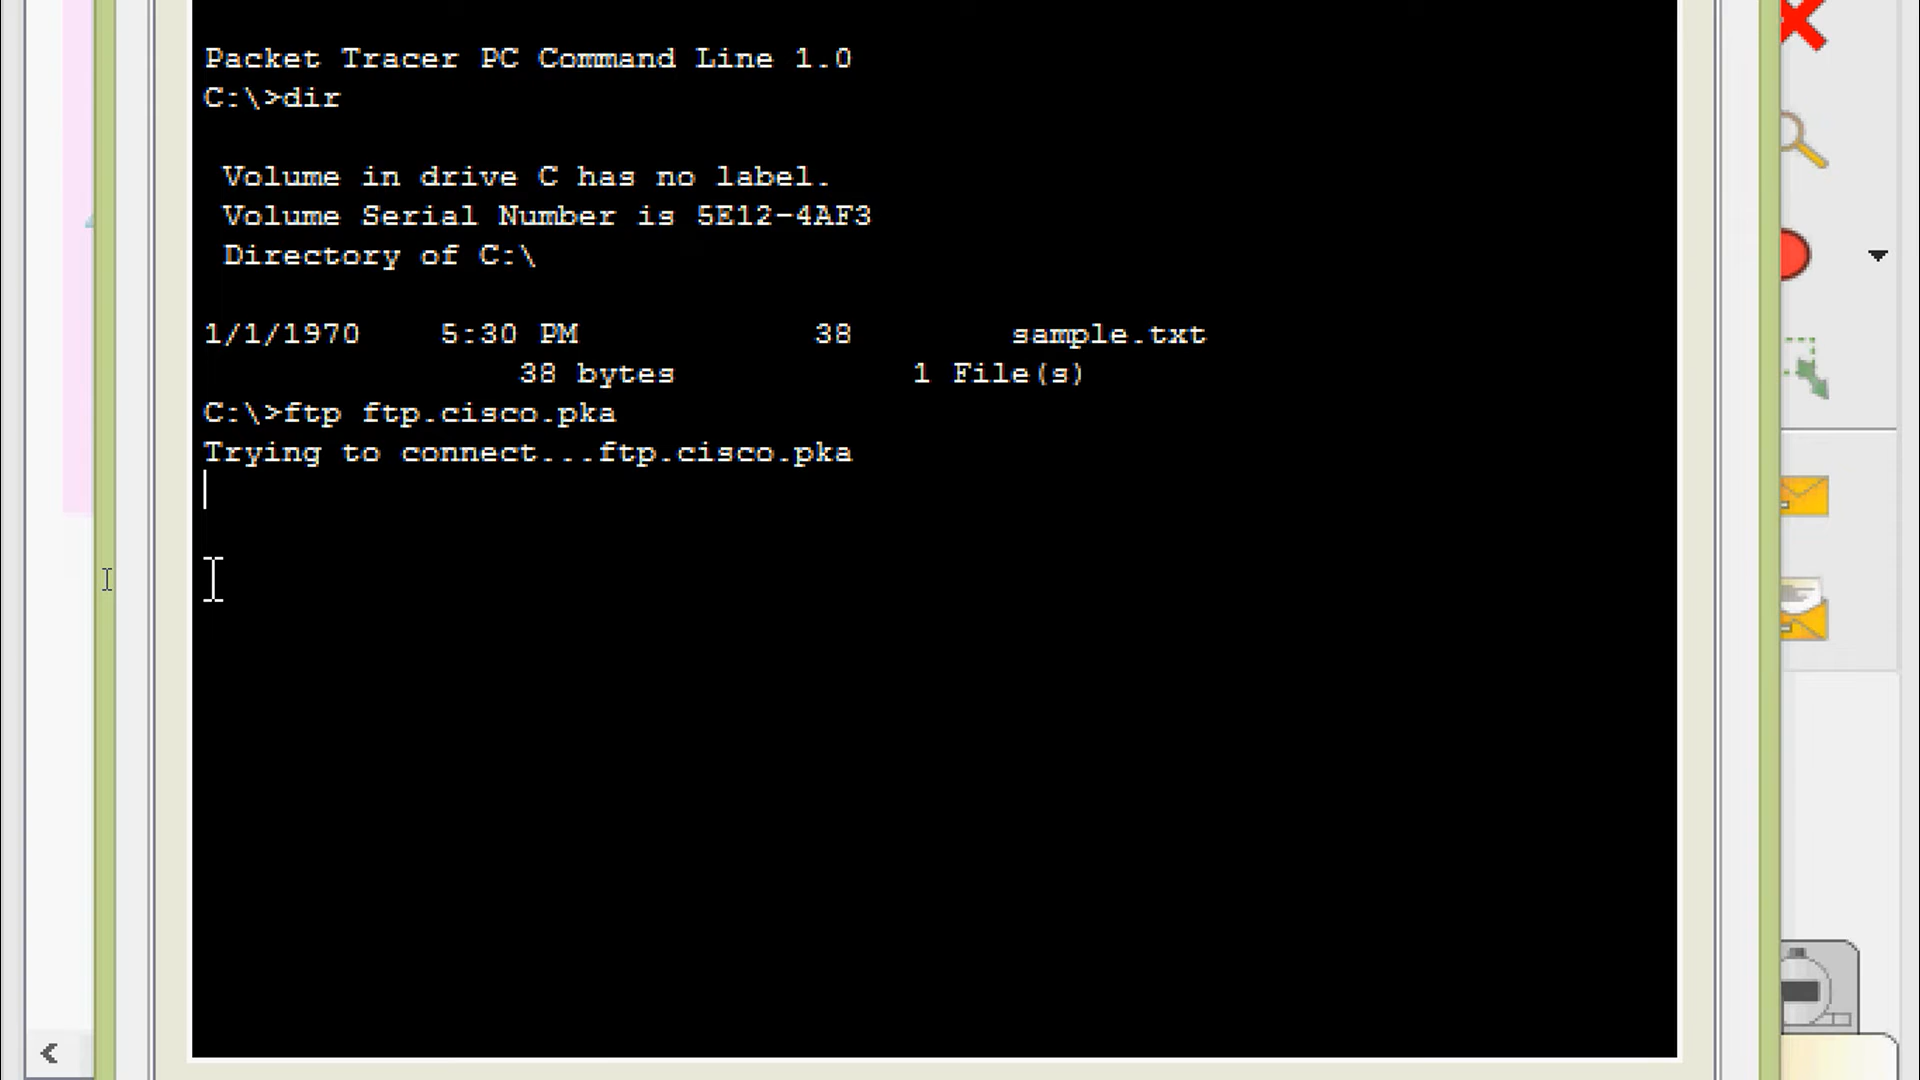 Packet Tracer PC Command Line 1.0
C:\>dir
Volume in drive C has no label.
Volume Serial Number is 5E12-4AF3
Directory of C:\
1/1/1970 5:30 PM 38 sample.txt
38 bytes 1 File(s)
C:\>ftp ftp.cisco.pka
Trying to connect...ftp.cisco.pka